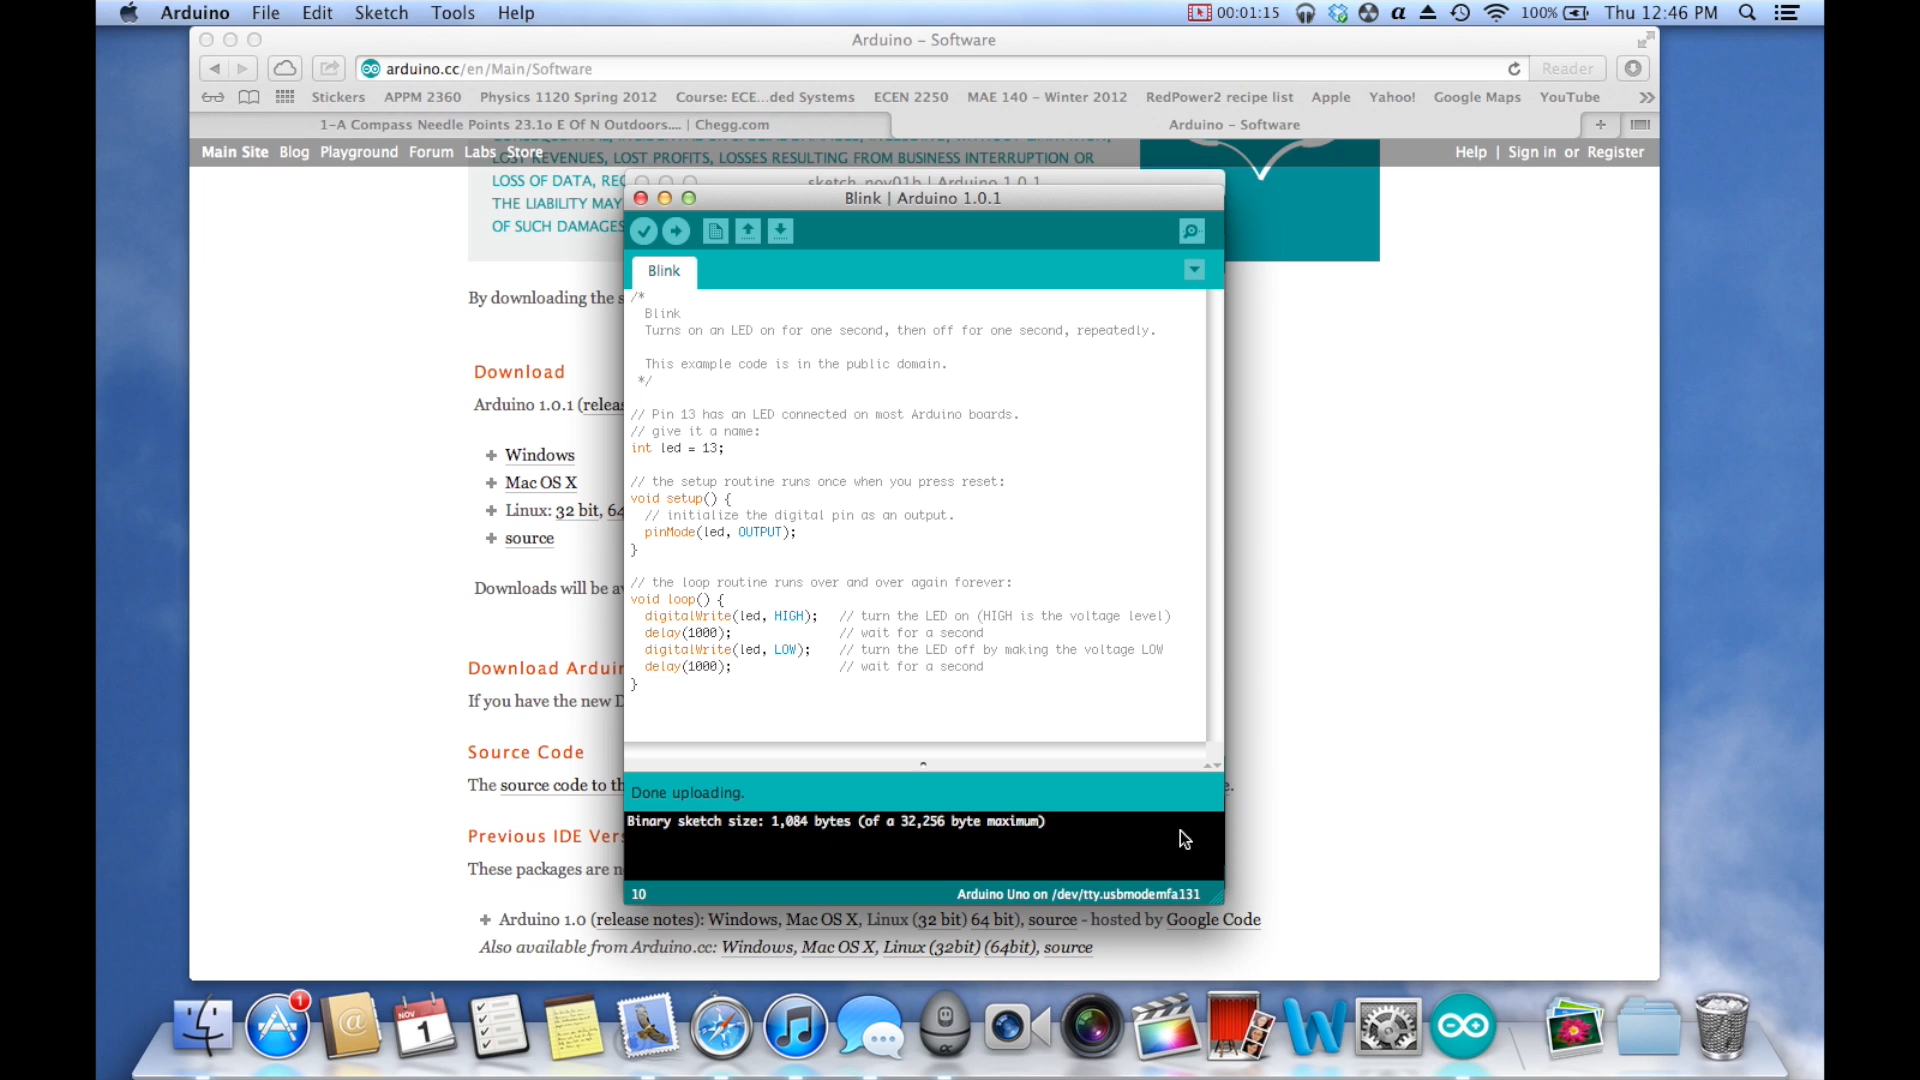 Arduino File Edit Sketch Tools Help 00:01:15 100% Thu 12:46 PM
Arduino – Software
arduino.cc/en/Main/Software Reader
Stickers APPM 2360 Physics 1120 Spring 2012 Course: ECE...ded Systems ECEN 2250 MAE 140 – Winter 2012 RedPower2 recipe list Apple Yahoo! Google Maps YouTube
1-A Compass Needle Points 23.1o E Of N Outdoors.... | Chegg.com Arduino – Software
Main Site Blog Playground Forum Labs Store Help | Sign in or Register
LOST REVENUES, LOST PROFITS, LOSSES RESULTING FROM BUSINESS INTERRUPTION OR
LOSS OF DATA, REG
THE LIABILITY MAY
OF SUCH DAMAGES
By downloading the s
Download
Arduino 1.0.1 (releas
Windows
Mac OS X
Linux: 32 bit, 64
source
Downloads will be av
Download Arduin
If you have the new D
Source Code
The source code to th
Previous IDE Vers
These packages are n
Arduino 1.0 (release notes): Windows, Mac OS X, Linux (32 bit) 64 bit), source - hosted by Google Code
Also available from Arduino.cc: Windows, Mac OS X, Linux (32bit) (64bit), source
sketch_nov01b | Arduino 1.0.1
Blink | Arduino 1.0.1
Blink
/*
Blink
Turns on an LED on for one second, then off for one second, repeatedly.
This example code is in the public domain.
*/
// Pin 13 has an LED connected on most Arduino boards.
// give it a name:
int led = 13;
// the setup routine runs once when you press reset:
void setup() {
// initialize the digital pin as an output.
pinMode(led, OUTPUT);
}
// the loop routine runs over and over again forever:
void loop() {
digitalWrite(led, HIGH); // turn the LED on (HIGH is the voltage level)
delay(1000); // wait for a second
digitalWrite(led, LOW); // turn the LED off by making the voltage LOW
delay(1000); // wait for a second
}
Done uploading.
Binary sketch size: 1,084 bytes (of a 32,256 byte maximum)
10 Arduino Uno on /dev/tty.usbmodemfa131
1
NOV
1